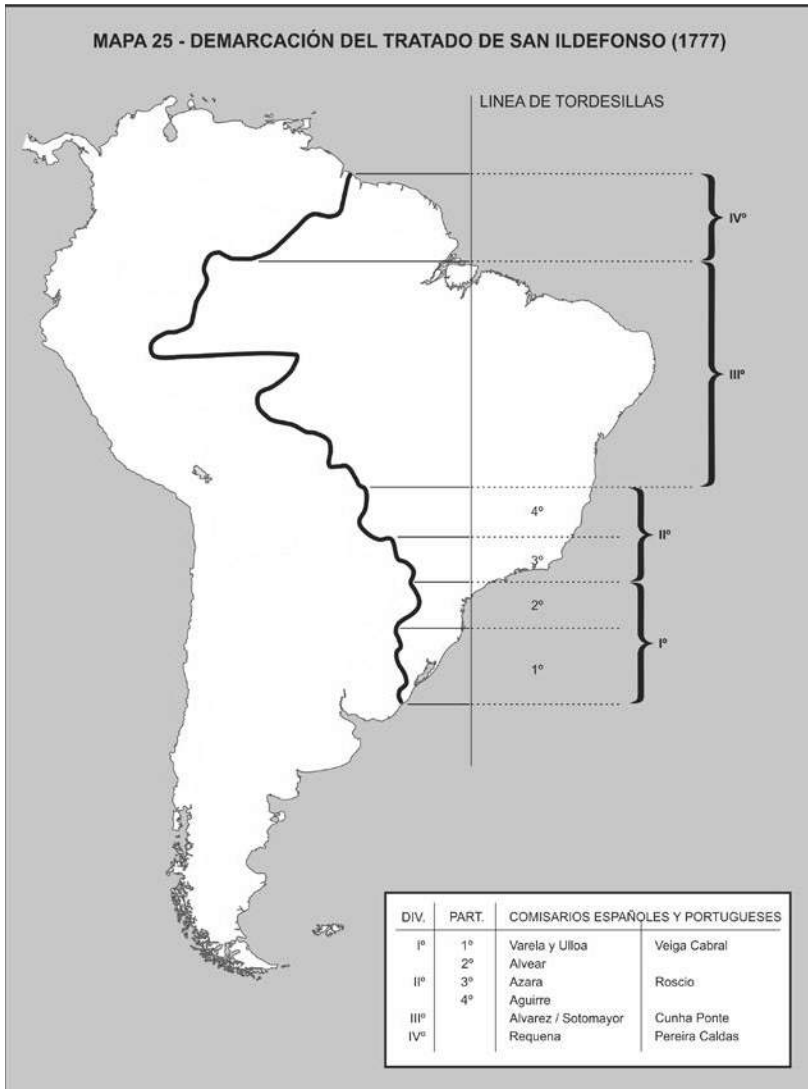 MAPA 25 - DEMARCACIÓN DEL TRATADO DE SAN ILDEFONSO (1777)
LINEA DE TORDESILLAS
IVº
IIIº
4º
IIº
3º
2º
Iº
1º
DIV. PART. COMISARIOS ESPAÑOLES Y PORTUGUESES
Iº 1º Varela y Ulloa Veiga Cabral
2º Alvear
IIº 3º Azara Roscio
4º Aguirre
IIIº Alvarez / Sotomayor Cunha Ponte
IVº Requena Pereira Caldas